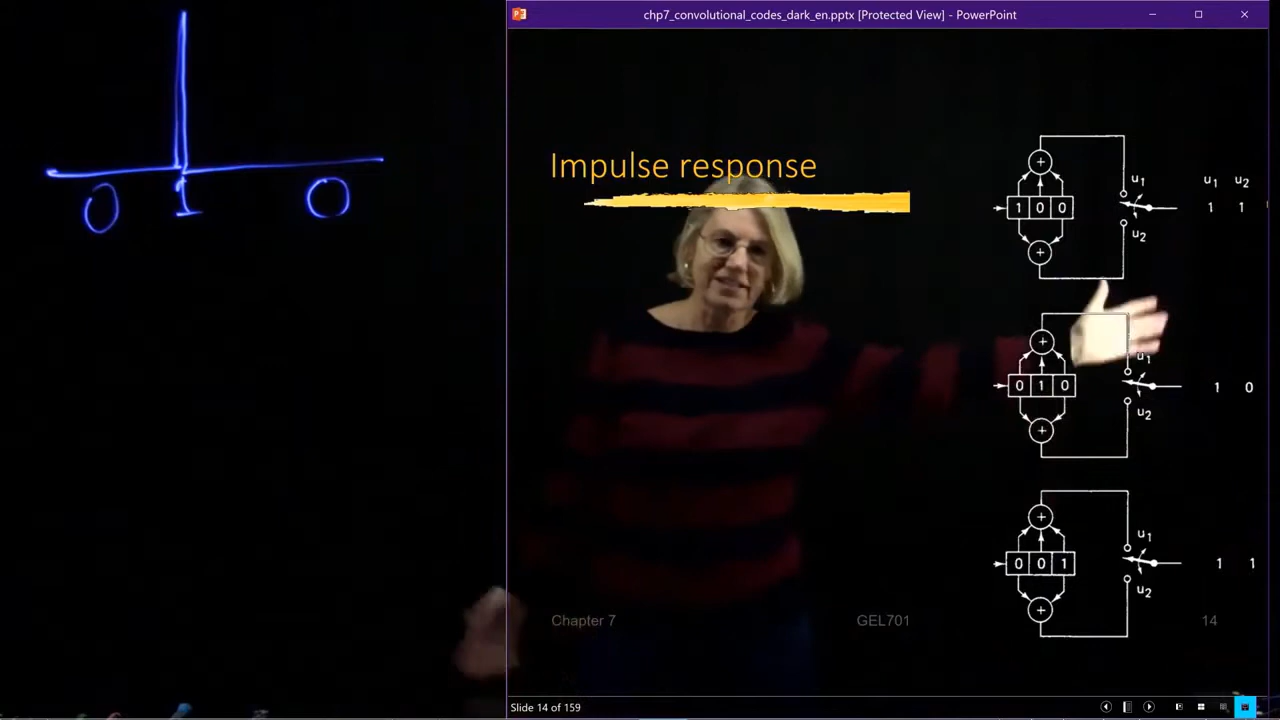 chp7_convolutional_codes_dark_en.pptx [Protected View] - PowerPoint
0 1 0
Impulse response
+
1 0 0
+
u1
u2
u1 u2
1 1
+
0 1 0
+
u1
u2
1 0
+
0 0 1
+
u1
u2
1 1
Chapter 7
GEL701
14
Slide 14 of 159